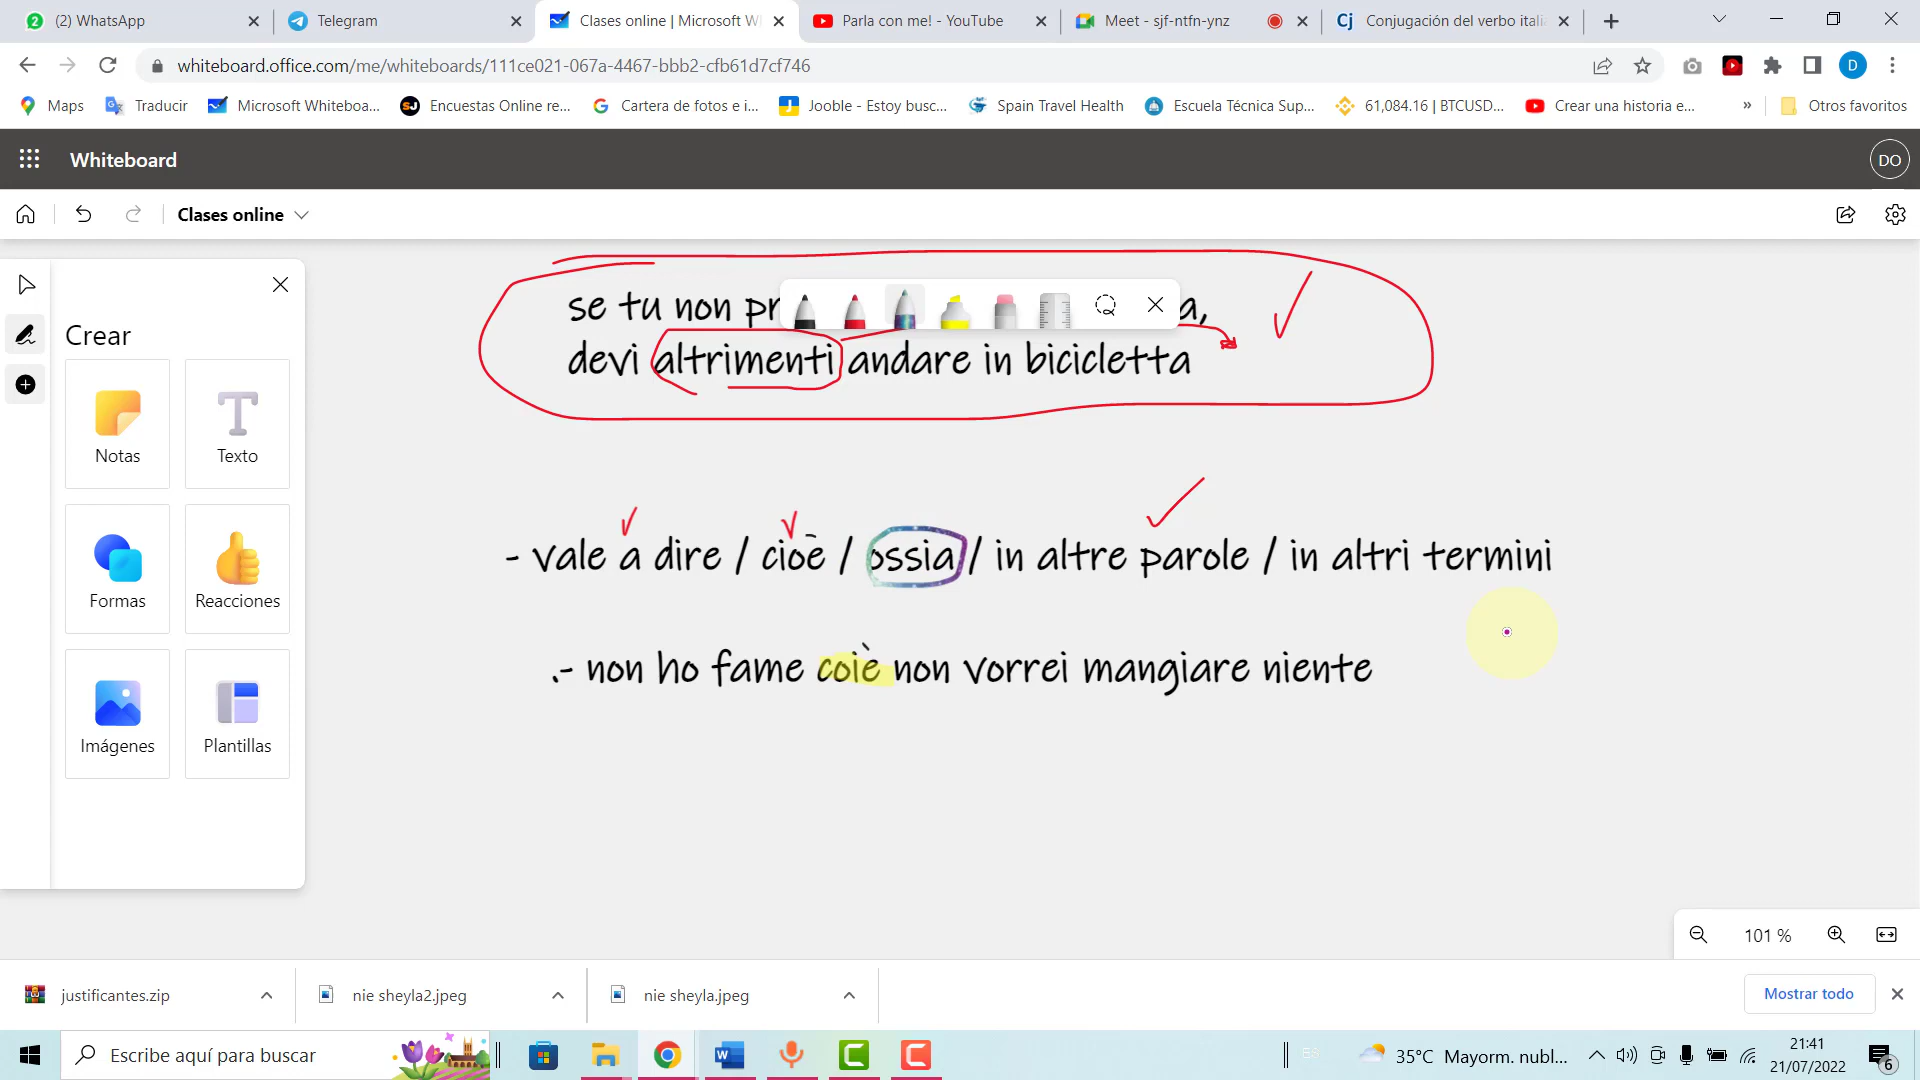 (2) WhatsApp
Telegram
Clases online | Microsoft W
Parla con me! - YouTube
Meet - sjf-ntfn-ynz
Cj Conjugación del verbo itali
whiteboard.office.com/me/whiteboards/111ce021-067a-4467-bbb2-cfb61d7cf746
D
Maps
Traducir
Microsoft Whiteboa...
Encuestas Online re...
Cartera de fotos e i...
Jooble - Estoy busc...
Spain Travel Health
Escuela Técnica Sup...
61,084.16 | BTCUSD...
Crear una historia e...
»
Otros favoritos
Whiteboard
DO
Clases online
Crear
Notas
Texto
Formas
Reacciones
Imágenes
Plantillas
se tu non pr a,
devi altrimenti andare in bicicletta
- vale a dire / cioè / ossia / in altre parole / in altri termini
.- non ho fame coiè non vorrei mangiare niente
101 %
justificantes.zip
nie sheyla2.jpeg
nie sheyla.jpeg
Mostrar todo
Escribe aquí para buscar
35°C Mayorm. nubl...
21:41
21/07/2022
6